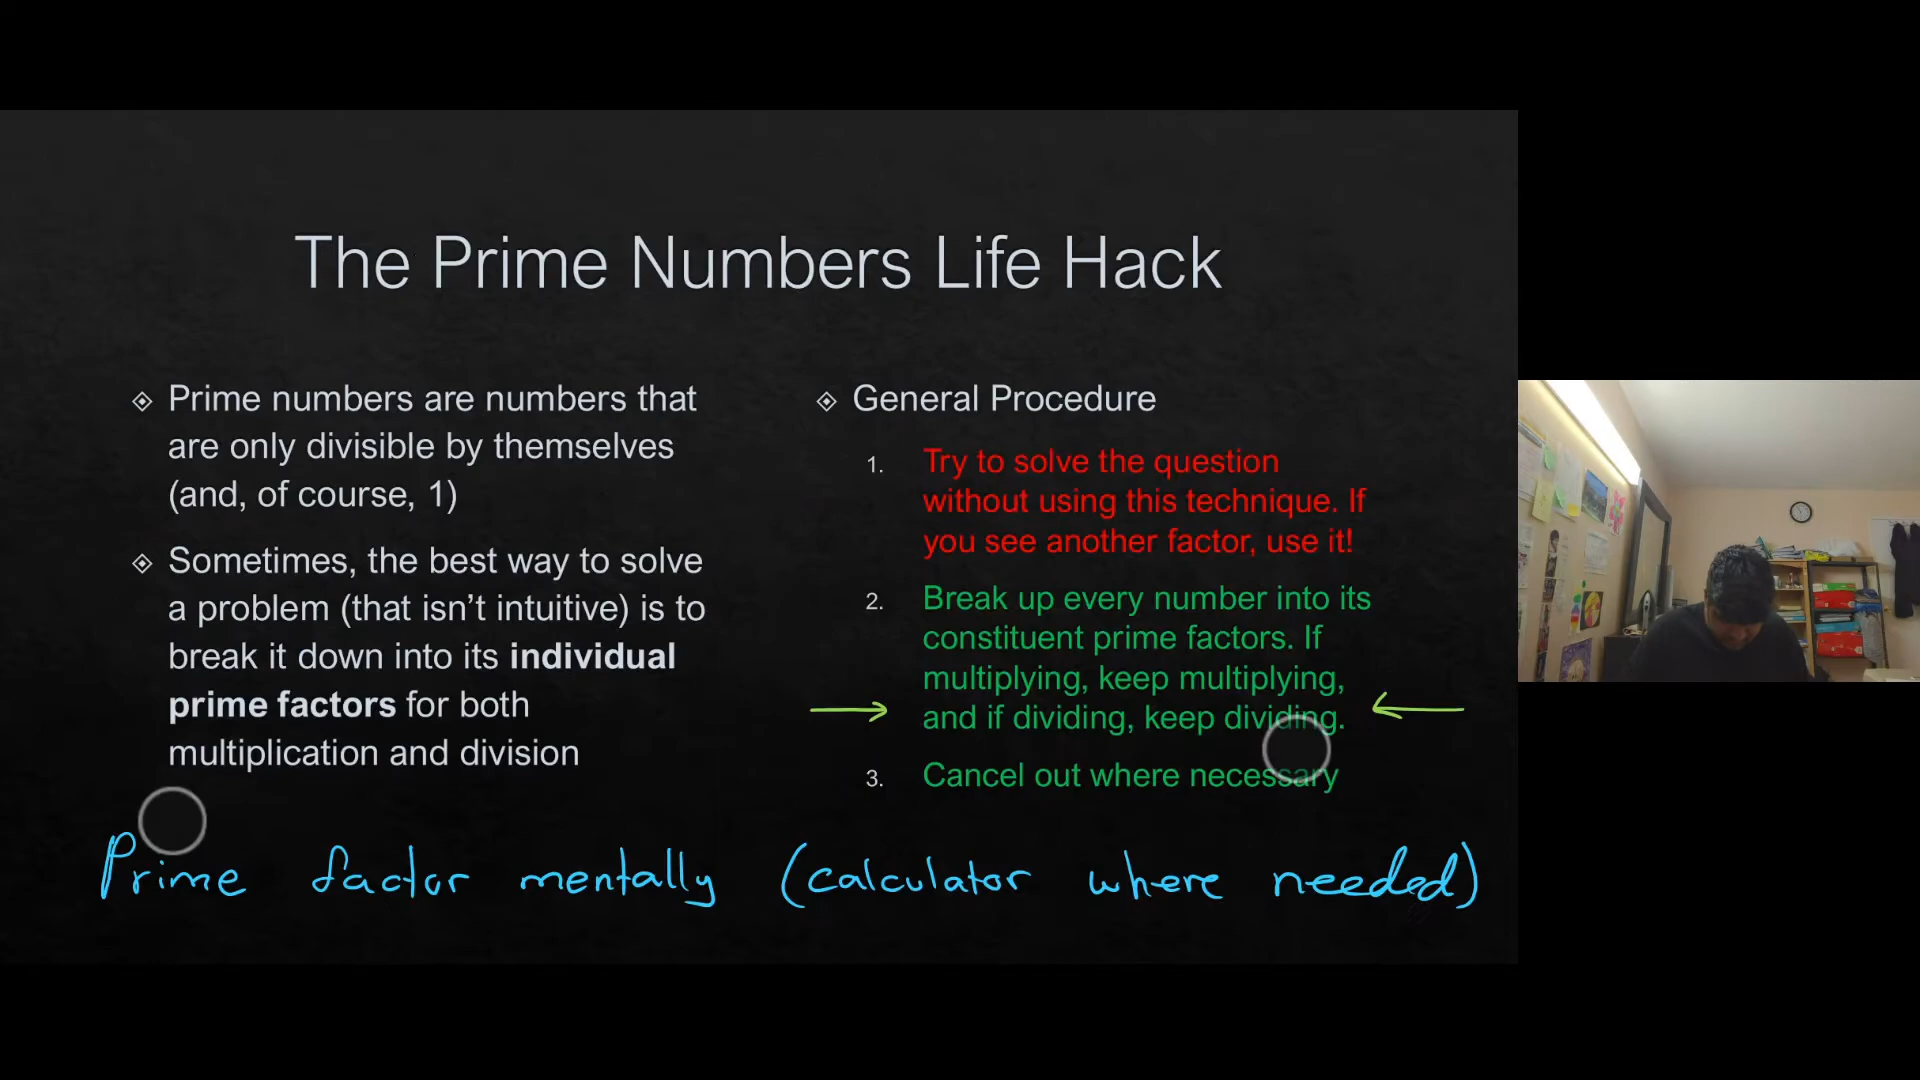 The Prime Numbers Life Hack
Prime numbers are numbers that
are only divisible by themselves
(and, of course, 1)
Sometimes, the best way to solve
a problem (that isn’t intuitive) is to
break it down into its individual
prime factors for both
multiplication and division
General Procedure
1. Try to solve the question
without using this technique. If
you see another factor, use it!
2. Break up every number into its
constituent prime factors. If
multiplying, keep multiplying,
and if dividing, keep dividing.
3. Cancel out where necessary
Prime factor mentally (calculator where needed)